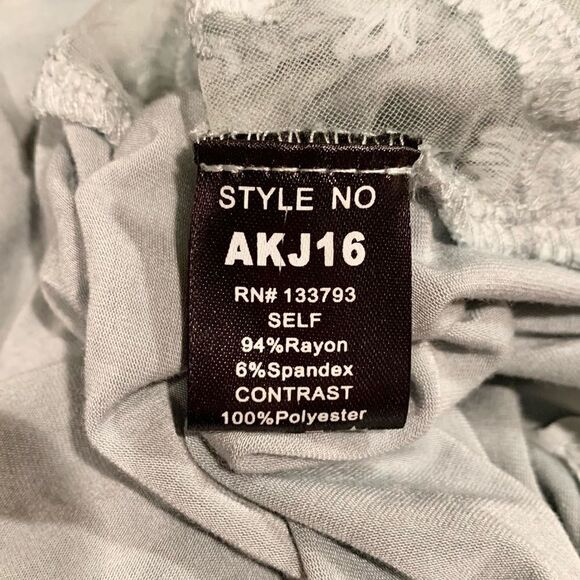 STYLE NO
AKJ16
RN# 133793
SELF
94%Rayon
6%Spandex
CONTRAST
100%Polyester